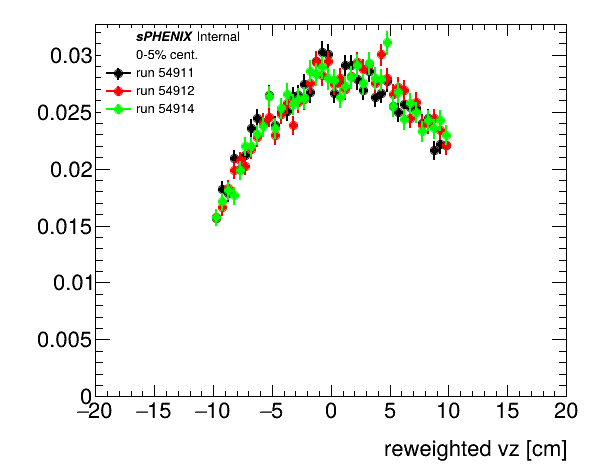 sPHENIX Internal
0-5% cent.
run 54911
run 54912
run 54914
0.03
0.025
0.02
0.015
0.01
0.005
0
−20 −15 −10 −5 0 5 10 15 20
reweighted vz [cm]